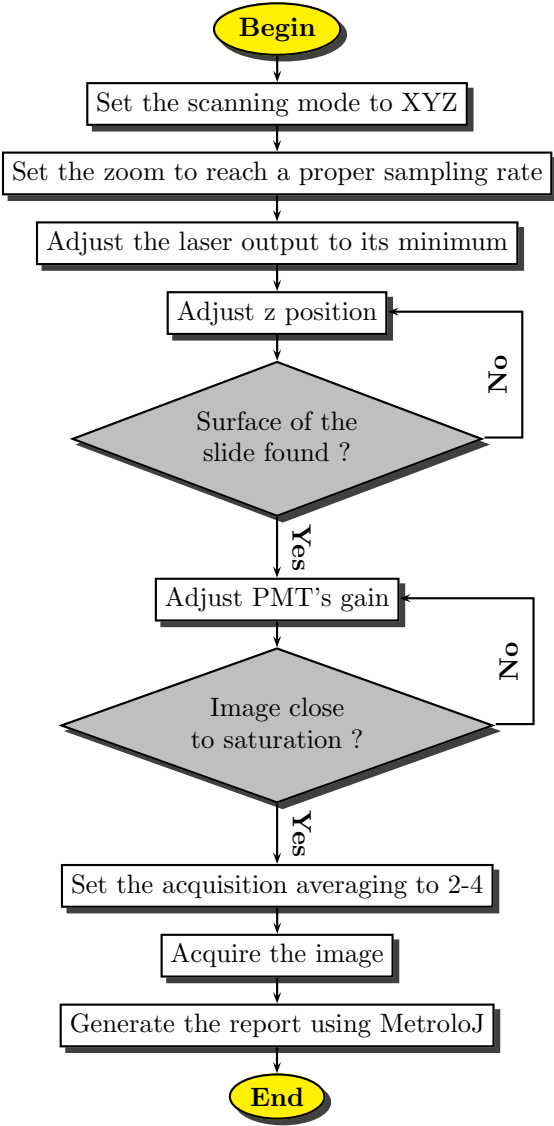 Begin
Set the scanning mode to XYZ
Set the zoom to reach a proper sampling rate
Adjust the laser output to its minimum
Adjust z position
No
Surface of the
slide found ?
Yes
Adjust PMT's gain
No
Image close
to saturation ?
Yes
Set the acquisition averaging to 2-4
Acquire the image
Generate the report using MetroloJ
End